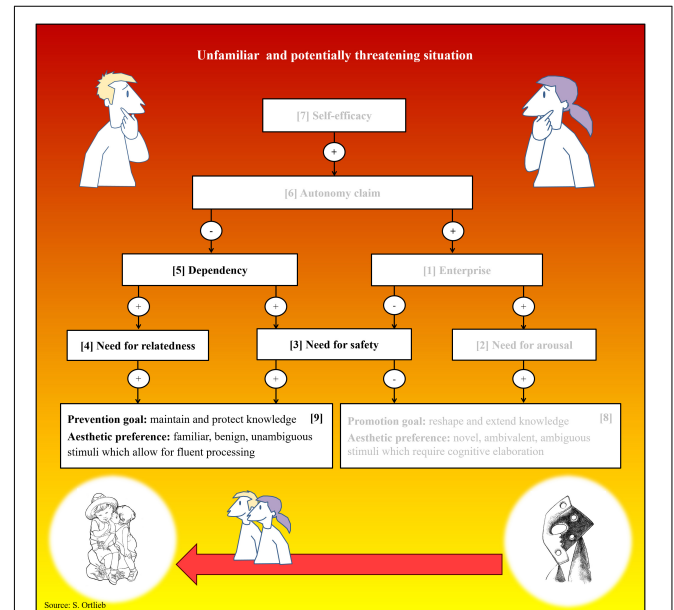 Unfamiliar and potentially threatening situation
[7] Self-efficacy
+
[6] Autonomy claim
-
+
[5] Dependency
[1] Enterprise
+
+
-
+
[4] Need for relatedness
[3] Need for safety
[2] Need for arousal
+
+
-
+
Prevention goal: maintain and protect knowledge [9]
Aesthetic preference: familiar, benign, unambiguous
stimuli which allow for fluent processing
Promotion goal: reshape and extend knowledge [8]
Aesthetic preference: novel, ambivalent, ambiguous
stimuli which require cognitive elaboration
Source: S. Ortlieb